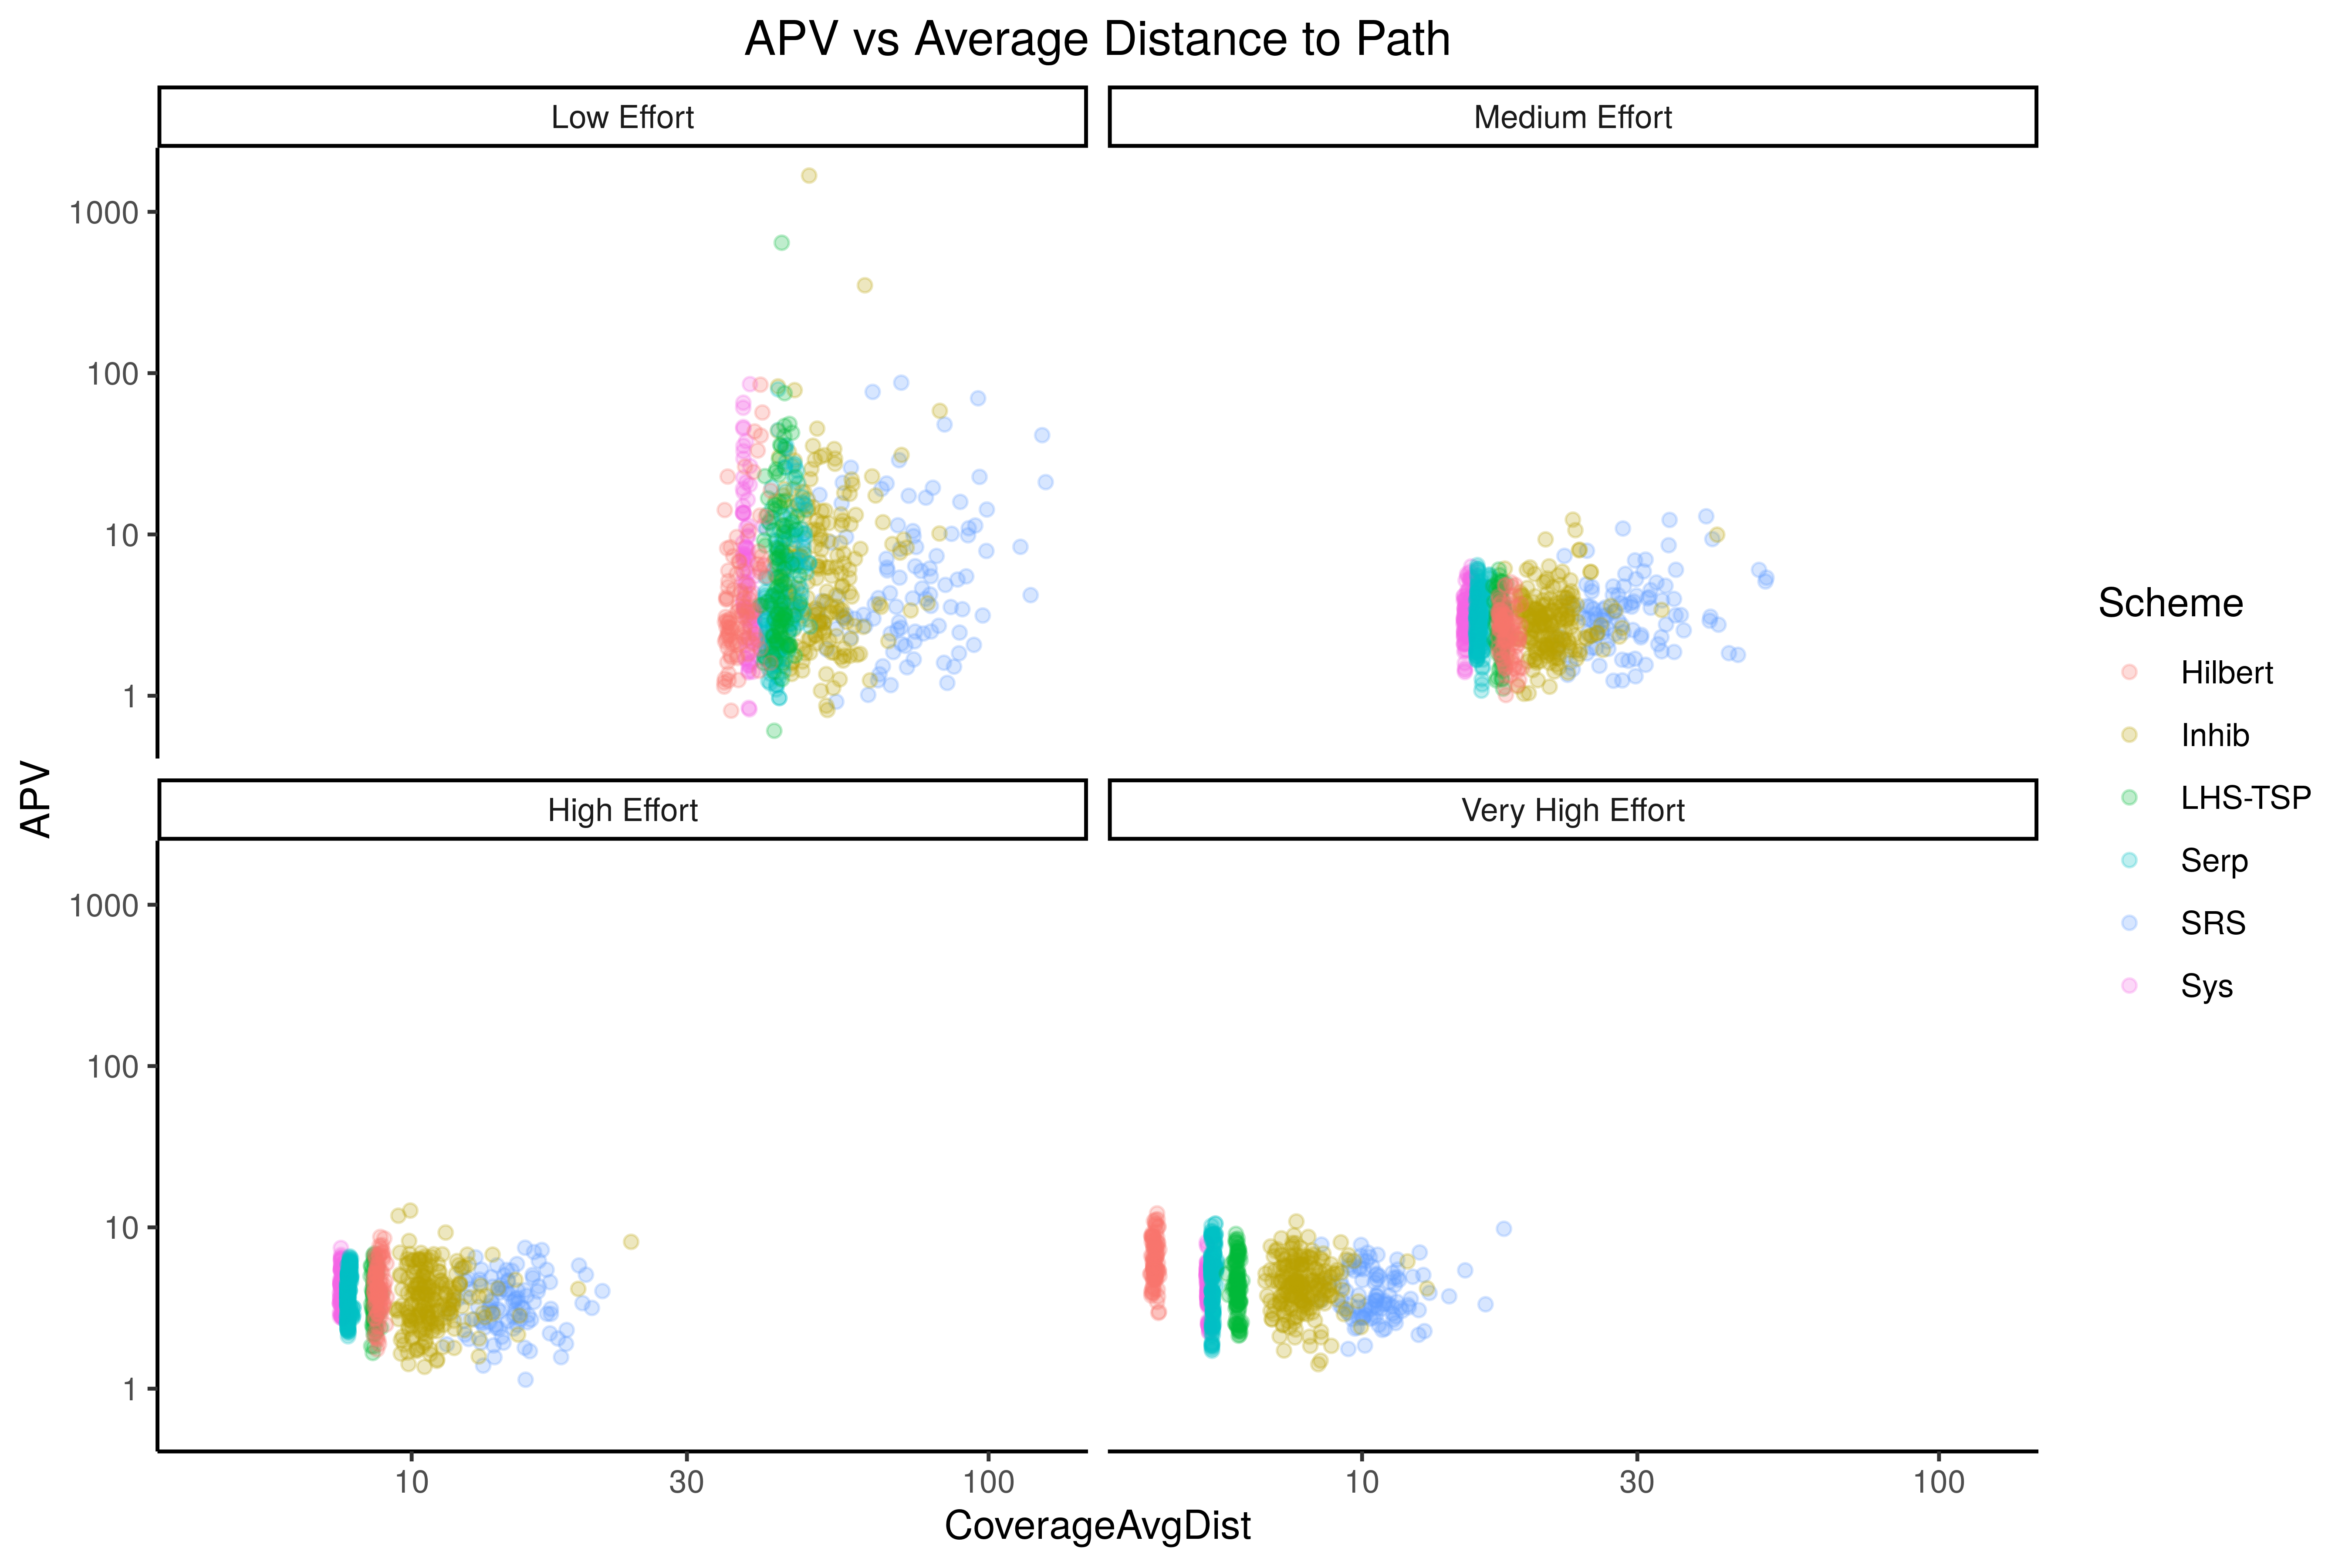 APV vs Average Distance to Path
Low Effort
Medium Effort
1000
100
10
1
High Effort
Very High Effort
1000
100
10
1
10
30
100
10
30
100
CoverageAvgDist
APV
Scheme
Hilbert
Inhib
LHS-TSP
Serp
SRS
Sys